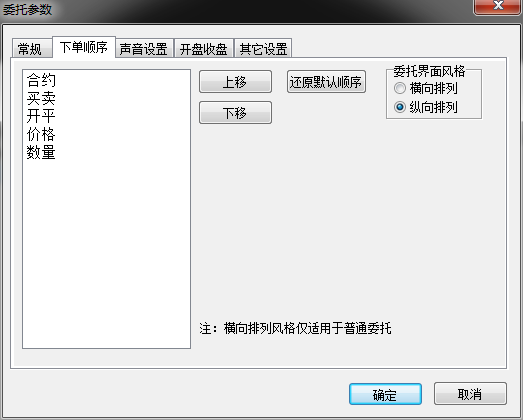 委托参数
常规 下单顺序 声音设置 开盘收盘 其它设置
合约
买卖
开平
价格
数量
上移 还原默认顺序
下移
委托界面风格
横向排列
纵向排列
注：横向排列风格仅适用于普通委托
确定 取消